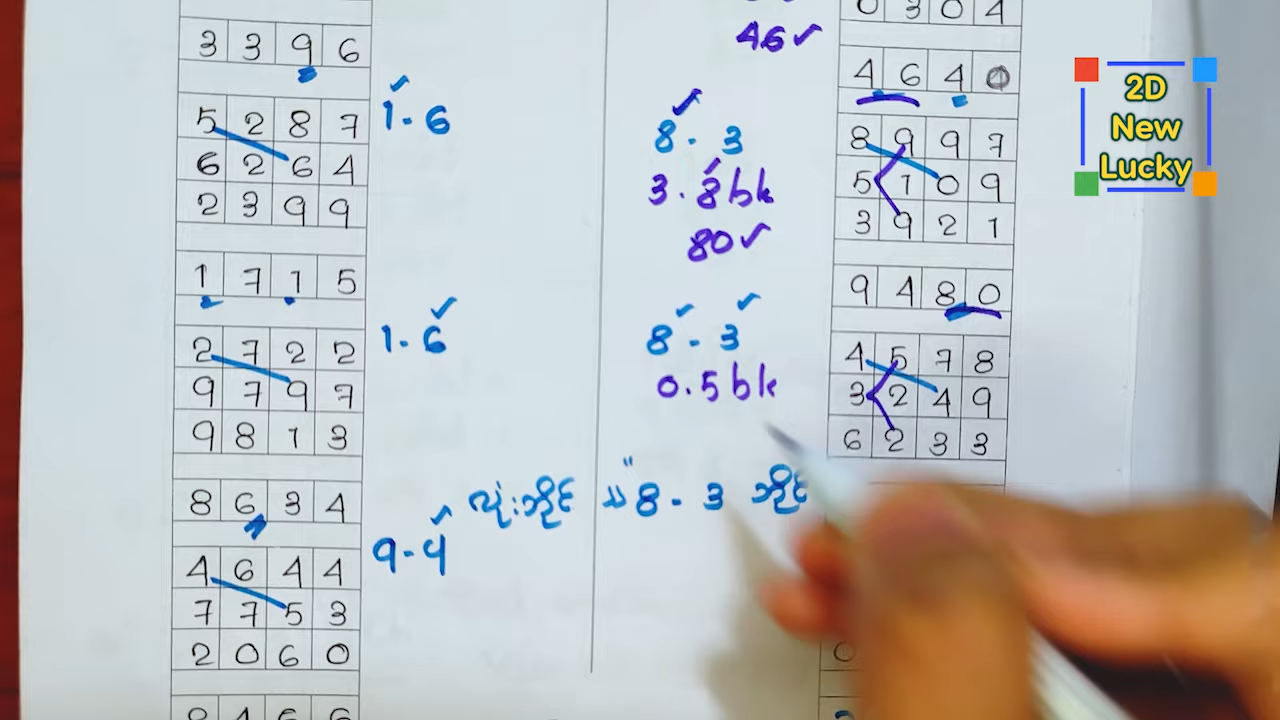 3 3 9 6
5 2 8 7
6 2 6 4
2 3 9 9
1 7 1 5
2 7 2 2
9 7 9 7
9 8 1 3
8 6 3 4
4 6 4 4
7 7 5 3
2 0 6 0
1 - 6
1 - 6
9 - 4
46
8 - 3
3 . 8 bk
80
8 - 3
0.5 bk
8 - 3
0 3 0 4
4 6 4 0
8 9 9 7
5 1 0 9
3 9 2 1
9 4 8 0
4 5 7 8
3 2 4 9
6 2 3 3
2D
New
Lucky